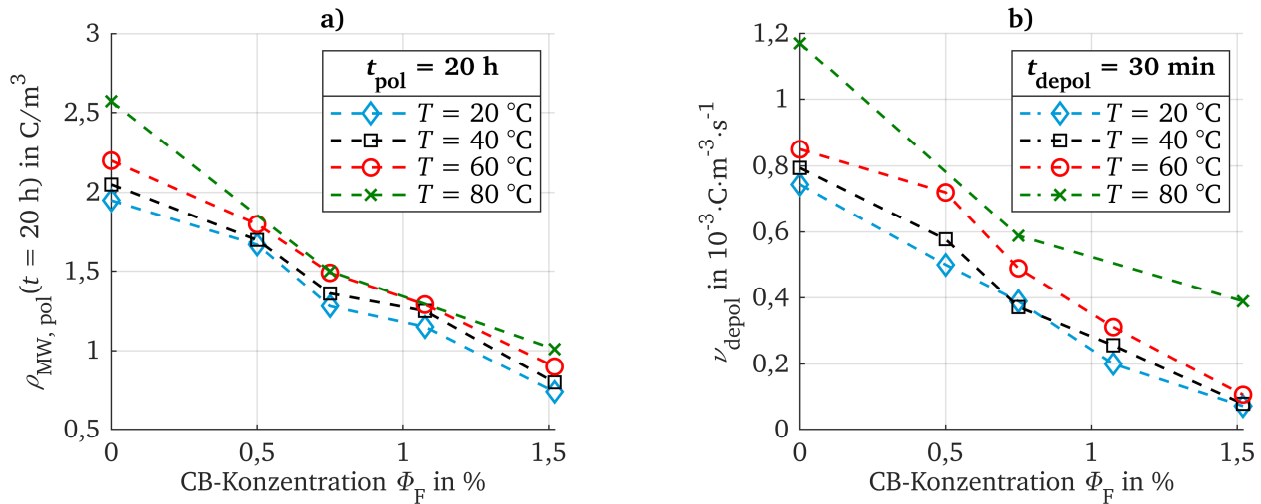 a)
ρMW, pol(t = 20 h) in C/m³
3
2,5
2
1,5
1
0,5
tpol = 20 h
T = 20 °C
T = 40 °C
T = 60 °C
T = 80 °C
0
0,5
1
1,5
CB-Konzentration ΦF in %
b)
νdepol in 10⁻³·C·m⁻³·s⁻¹
1,2
1
0,8
0,6
0,4
0,2
0
tdepol = 30 min
T = 20 °C
T = 40 °C
T = 60 °C
T = 80 °C
0
0,5
1
1,5
CB-Konzentration ΦF in %